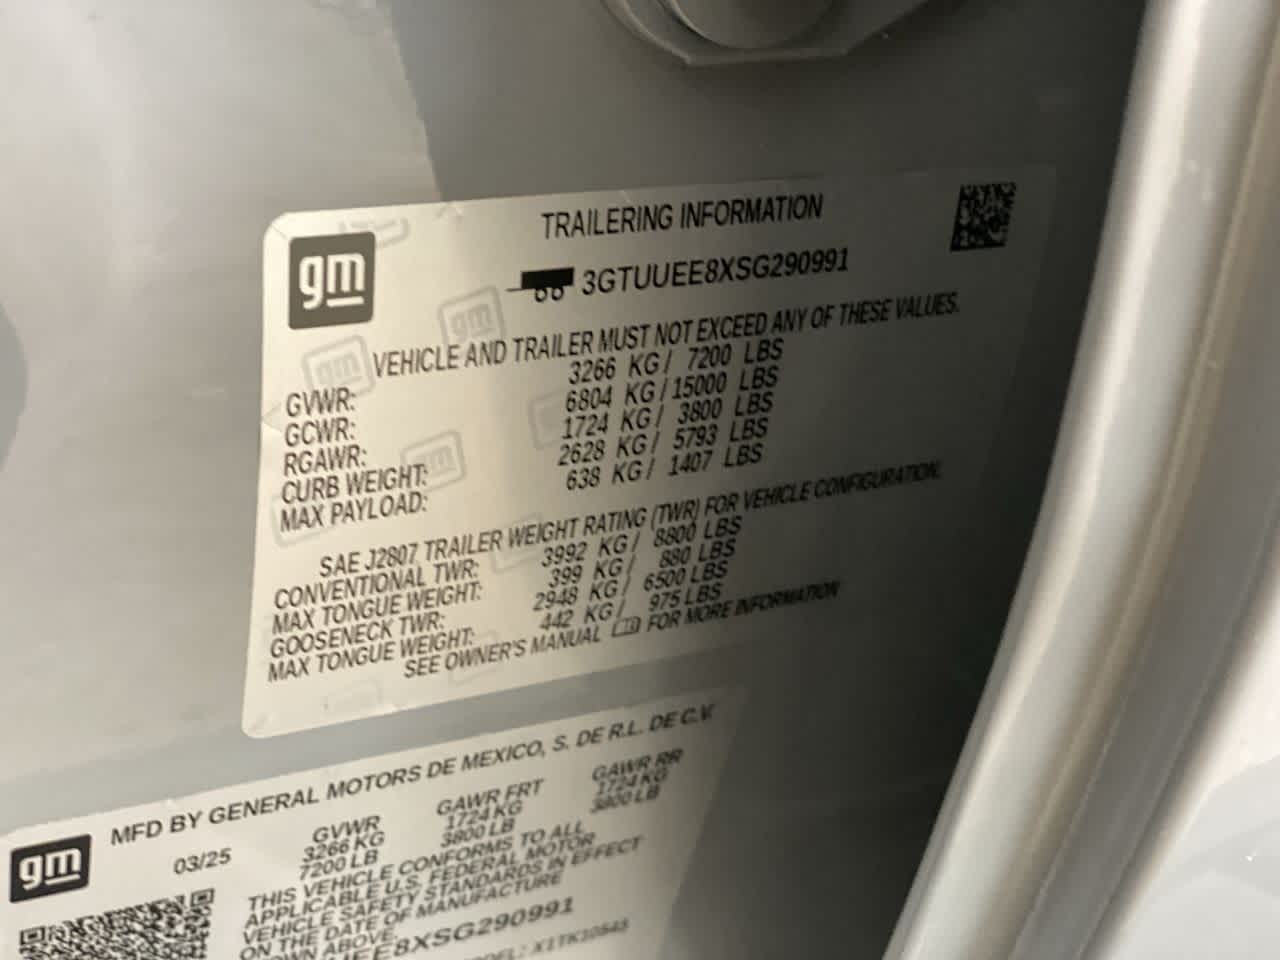 gm
TRAILERING INFORMATION
3GTUUEE8XSG290991
VEHICLE AND TRAILER MUST NOT EXCEED ANY OF THESE VALUES.
GVWR: 3266 KG/ 7200 LBS
GCWR: 6804 KG/15000 LBS
RGAWR: 1724 KG/ 3800 LBS
CURB WEIGHT: 2628 KG/ 5793 LBS
MAX PAYLOAD: 638 KG/ 1407 LBS
SAE J2807 TRAILER WEIGHT RATING (TWR) FOR VEHICLE CONFIGURATION.
CONVENTIONAL TWR: 3992 KG/ 8800 LBS
MAX TONGUE WEIGHT: 399 KG/ 880 LBS
GOOSENECK TWR: 2948 KG/ 6500 LBS
MAX TONGUE WEIGHT: 442 KG/ 975 LBS
SEE OWNER'S MANUAL FOR MORE INFORMATION
gm
MFD BY GENERAL MOTORS DE MEXICO, S. DE R.L. DE C.V.
03/25 GVWR GAWR FRT GAWR RR
3266 KG 1724 KG 1724 KG
7200 LB 3800 LB 3800 LB
THIS VEHICLE CONFORMS TO ALL
APPLICABLE U.S. FEDERAL MOTOR
VEHICLE SAFETY STANDARDS IN EFFECT
ON THE DATE OF MANUFACTURE
SHOWN ABOVE.
EE8XSG290991
MODEL: X1TK10543